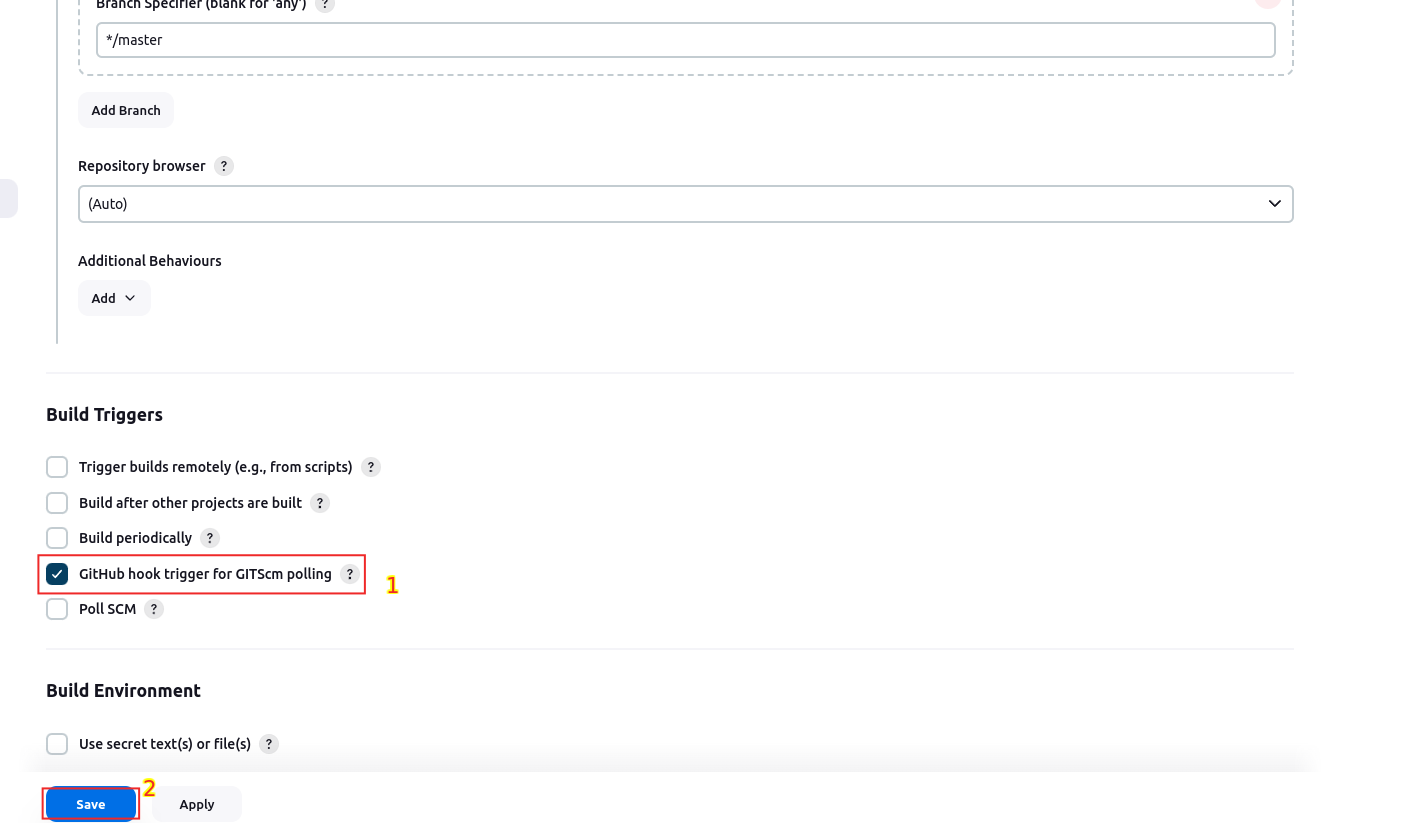 Branch Specifier (blank for 'any') ?
*/master
Add Branch
Repository browser ?
(Auto)
Additional Behaviours
Add
Build Triggers
Trigger builds remotely (e.g., from scripts) ?
Build after other projects are built ?
Build periodically ?
GitHub hook trigger for GITScm polling ? 1
Poll SCM ?
Build Environment
Use secret text(s) or file(s) ?
Save 2 Apply